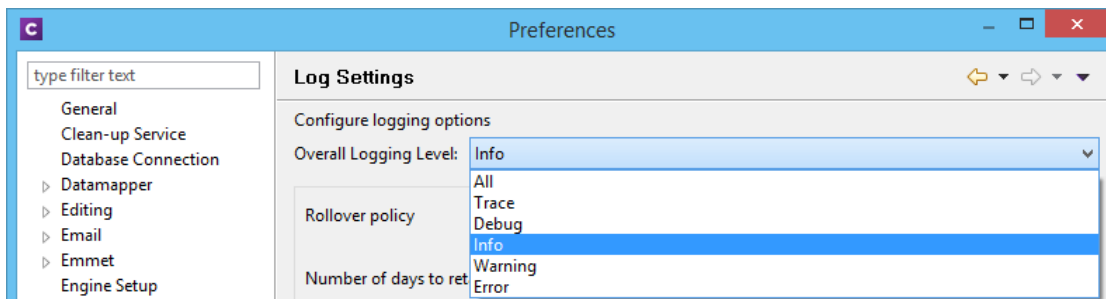 C
Preferences
type filter text
General
Clean-up Service
Database Connection
Datamapper
Editing
Email
Emmet
Engine Setup
Log Settings
Configure logging options
Overall Logging Level: Info
All
Trace
Debug
Info
Warning
Error
Rollover policy
Number of days to ret